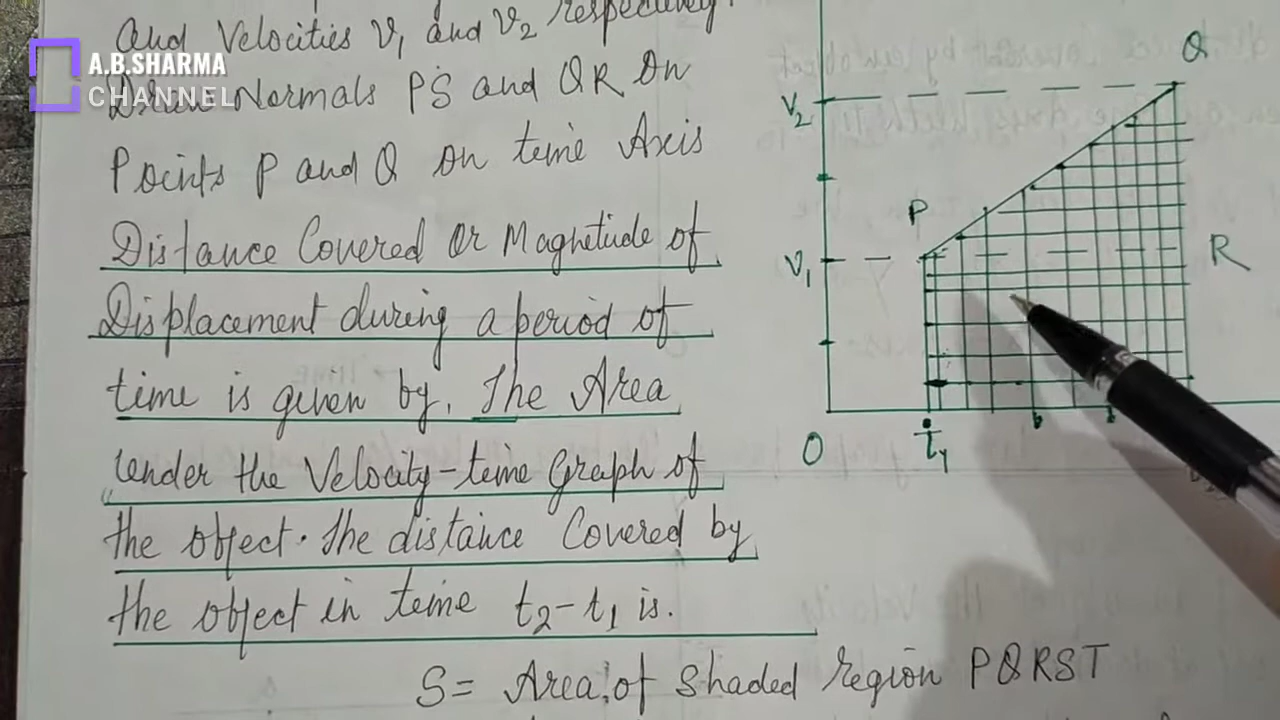 and Velocities V1 and V2 respectively.
A.B.SHARMA
CHANNEL
Draw Normals PS and QR On
Points P and Q On time Axis
Distance Covered Or Magnetude of
Displacement during a period of
time is given by. The Area
under the Velocity-time Graph of
the object. The distance Covered by
the object in time t2-t1 is.
S= Area of Shaded region PQRST
Q
V2
P
V1
R
O
t1